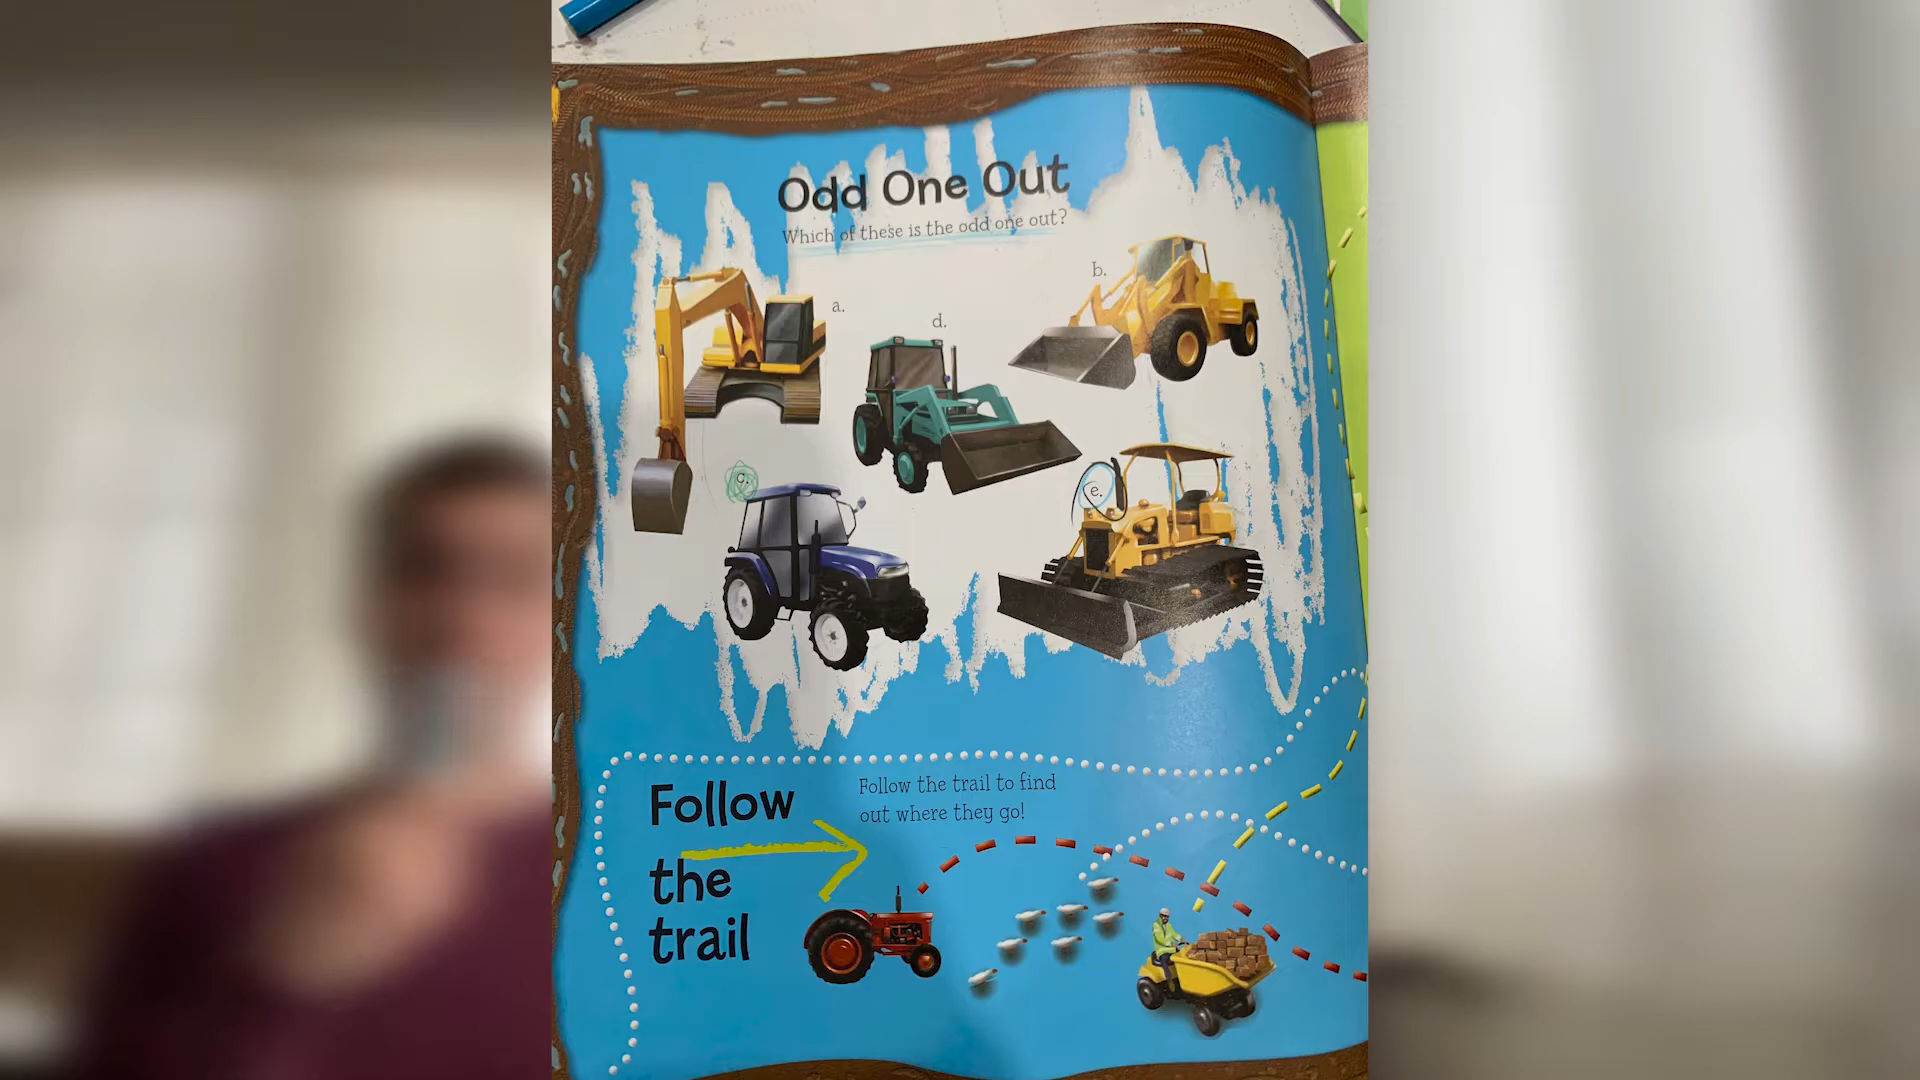 Odd One Out
Which of these is the odd one out?
a.
b.
d.
c.
e.
Follow
the
trail
Follow the trail to find
out where they go!